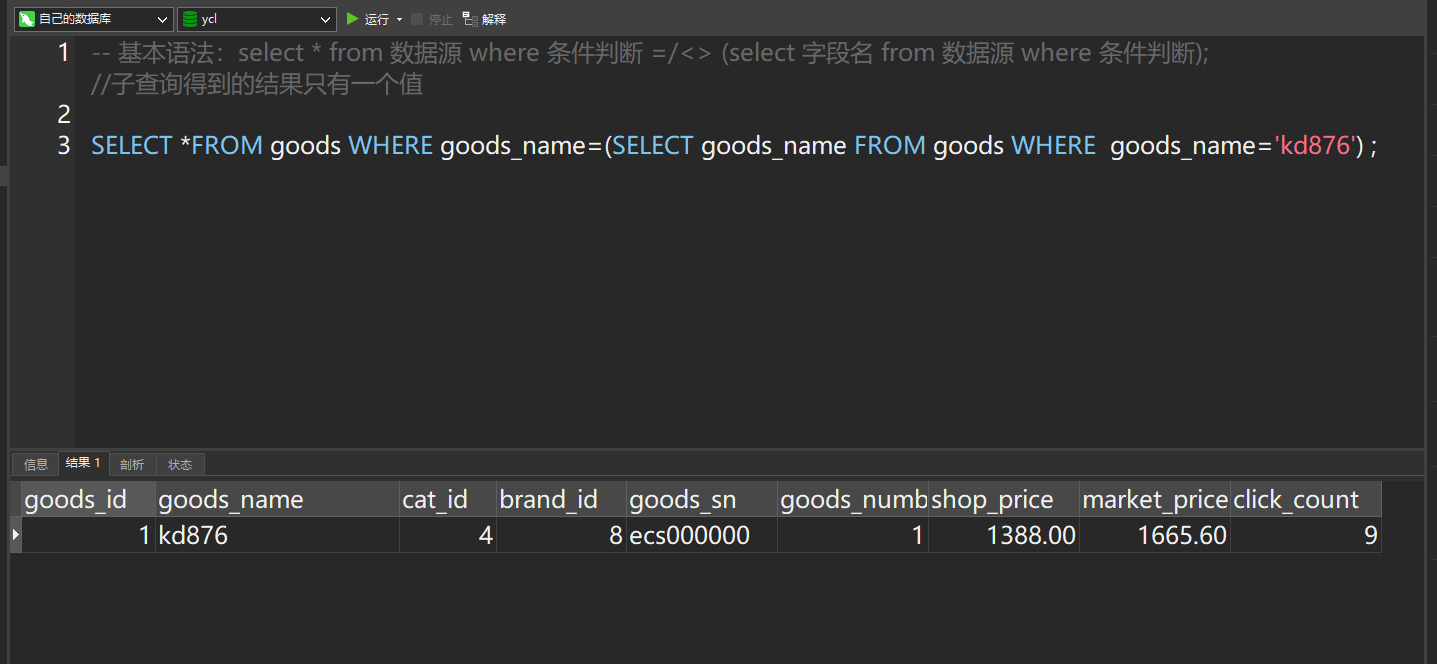 自己的数据库 ycl 运行 停止 解释
1 -- 基本语法：select * from 数据源 where 条件判断 =/<> (select 字段名 from 数据源 where 条件判断);
//子查询得到的结果只有一个值
2
3 SELECT *FROM goods WHERE goods_name=(SELECT goods_name FROM goods WHERE  goods_name='kd876') ;
信息 结果 1 剖析 状态
goods_id goods_name cat_id brand_id goods_sn goods_numb shop_price market_price click_count
1 kd876 4 8 ecs000000 1 1388.00 1665.60 9